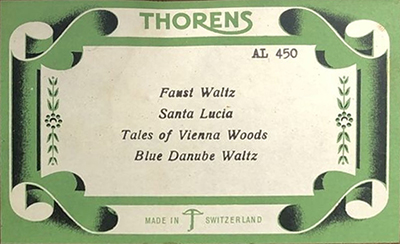 THORENS
AL 450
Faust Waltz
Santa Lucia
Tales of Vienna Woods
Blue Danube Waltz
MADE IN SWITZERLAND